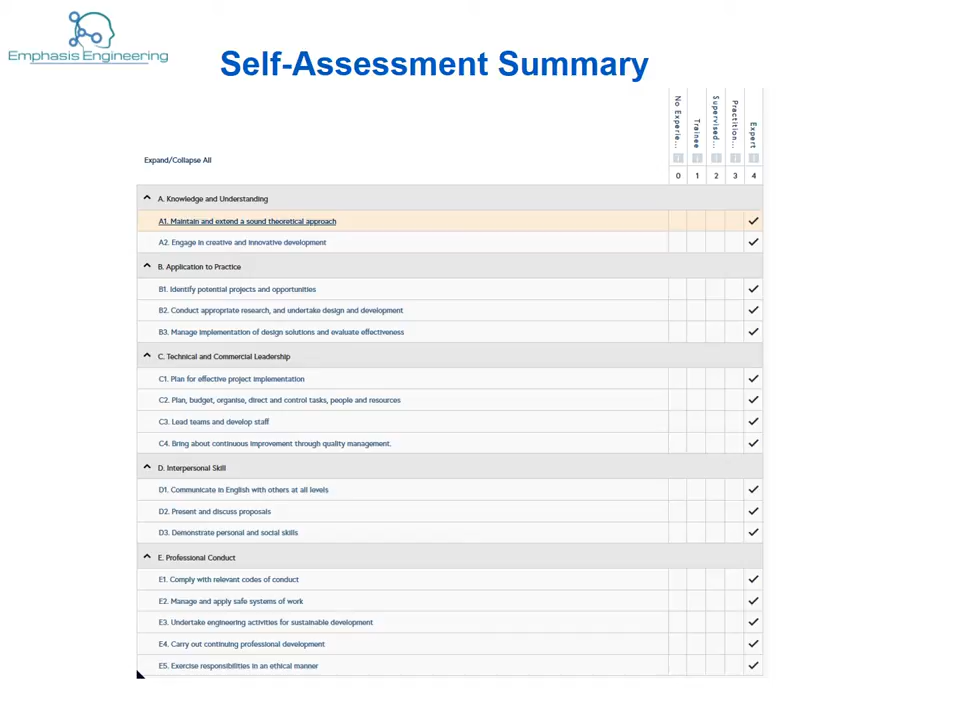 Emphasis Engineering
Self-Assessment Summary
No Experie...
Trainee
Supervised...
Practition...
Expert
Expand/Collapse All
0 1 2 3 4
A. Knowledge and Understanding
A1. Maintain and extend a sound theoretical approach
A2. Engage in creative and innovative development
B. Application to Practice
B1. Identify potential projects and opportunities
B2. Conduct appropriate research, and undertake design and development
B3. Manage implementation of design solutions and evaluate effectiveness
C. Technical and Commercial Leadership
C1. Plan for effective project implementation
C2. Plan, budget, organise, direct and control tasks, people and resources
C3. Lead teams and develop staff
C4. Bring about continuous improvement through quality management.
D. Interpersonal Skill
D1. Communicate in English with others at all levels
D2. Present and discuss proposals
D3. Demonstrate personal and social skills
E. Professional Conduct
E1. Comply with relevant codes of conduct
E2. Manage and apply safe systems of work
E3. Undertake engineering activities for sustainable development
E4. Carry out continuing professional development
E5. Exercise responsibilities in an ethical manner